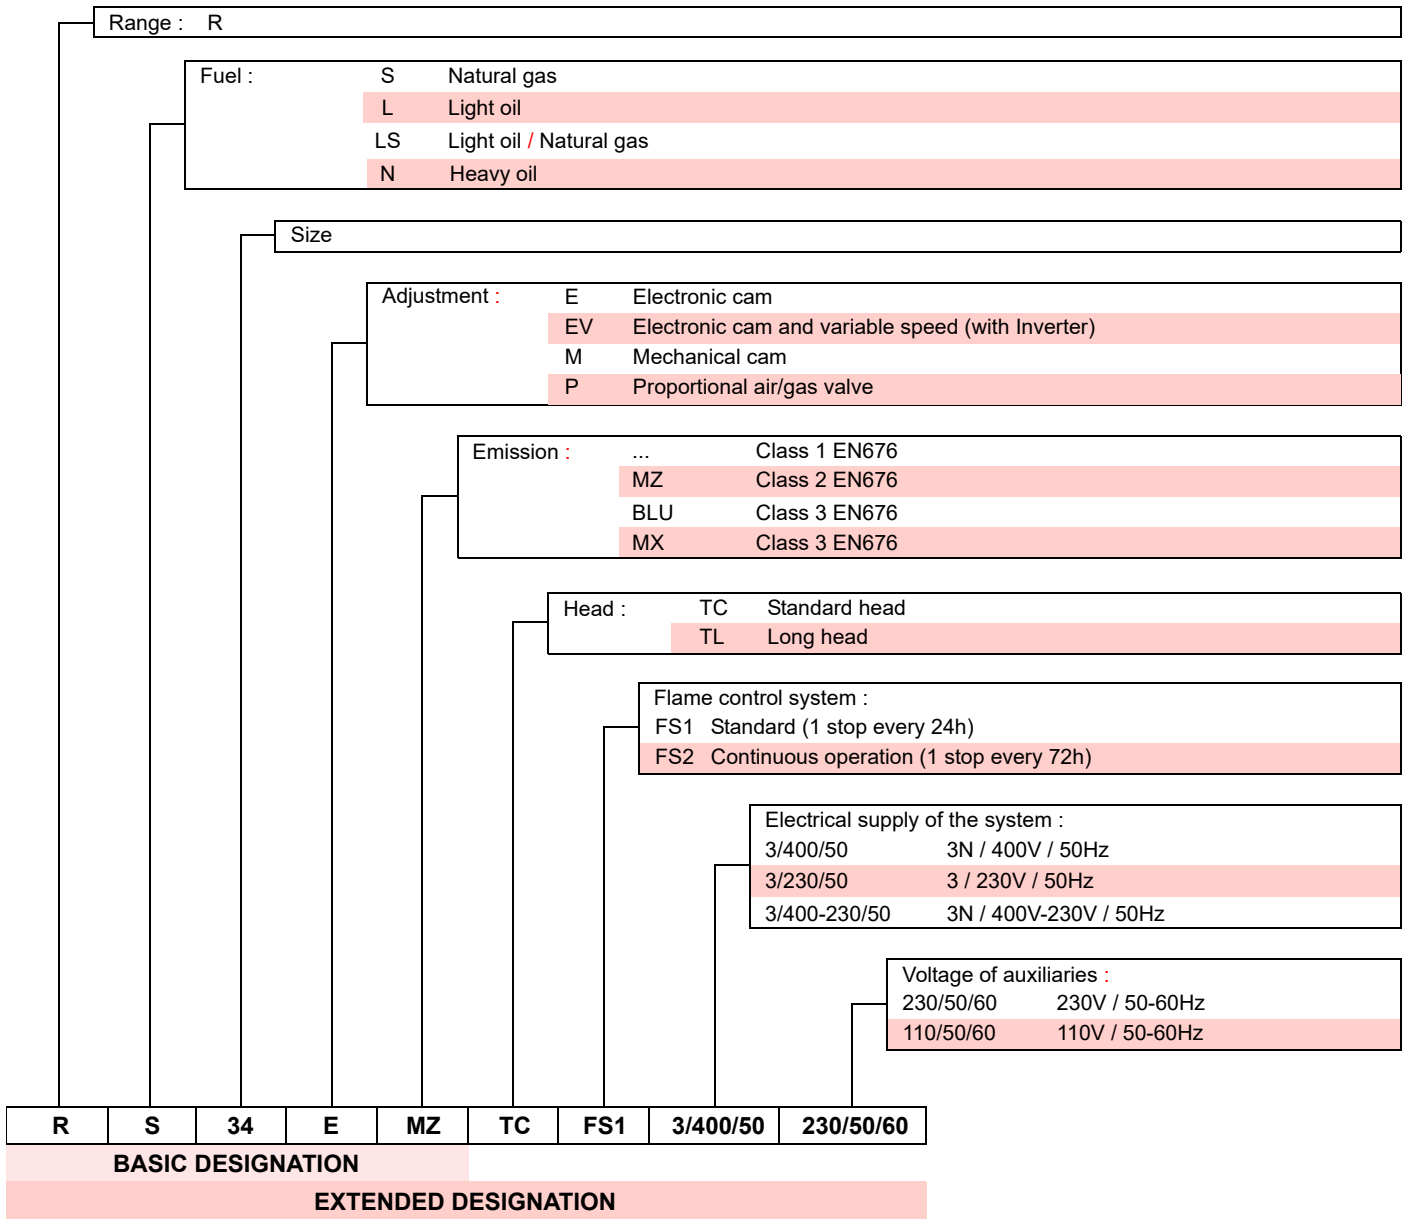 Range : R
Fuel : S Natural gas
L Light oil
LS Light oil / Natural gas
N Heavy oil
Size
Adjustment : E Electronic cam
EV Electronic cam and variable speed (with Inverter)
M Mechanical cam
P Proportional air/gas valve
Emission : ... Class 1 EN676
MZ Class 2 EN676
BLU Class 3 EN676
MX Class 3 EN676
Head : TC Standard head
TL Long head
Flame control system :
FS1 Standard (1 stop every 24h)
FS2 Continuous operation (1 stop every 72h)
Electrical supply of the system :
3/400/50 3N / 400V / 50Hz
3/230/50 3 / 230V / 50Hz
3/400-230/50 3N / 400V-230V / 50Hz
Voltage of auxiliaries :
230/50/60 230V / 50-60Hz
110/50/60 110V / 50-60Hz
R S 34 E MZ TC FS1 3/400/50 230/50/60
BASIC DESIGNATION
EXTENDED DESIGNATION